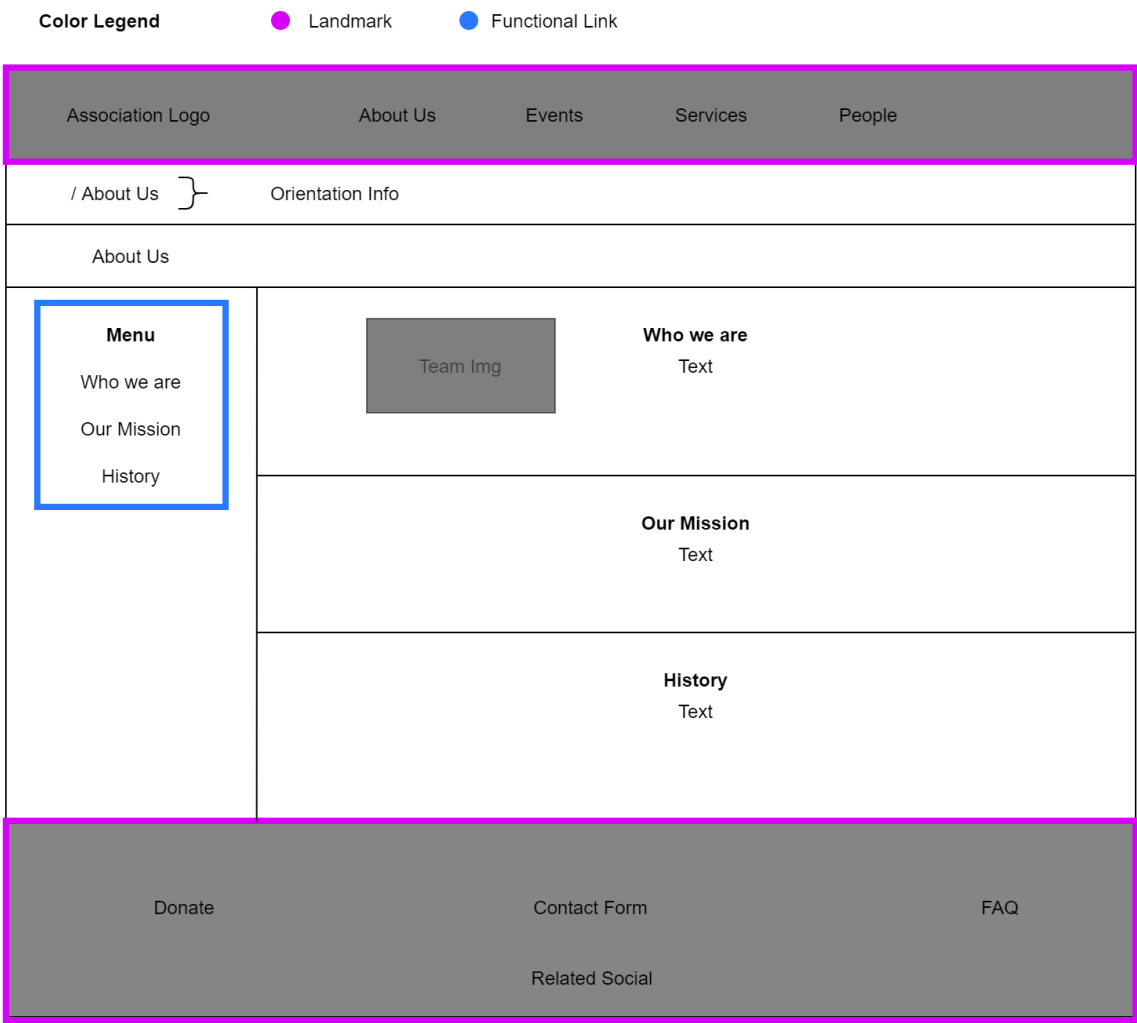 Color Legend Landmark Functional Link
Association Logo About Us Events Services People
/ About Us Orientation Info
About Us
Menu
Who we are
Our Mission
History
Team Img
Who we are
Text
Our Mission
Text
History
Text
Donate Contact Form FAQ
Related Social